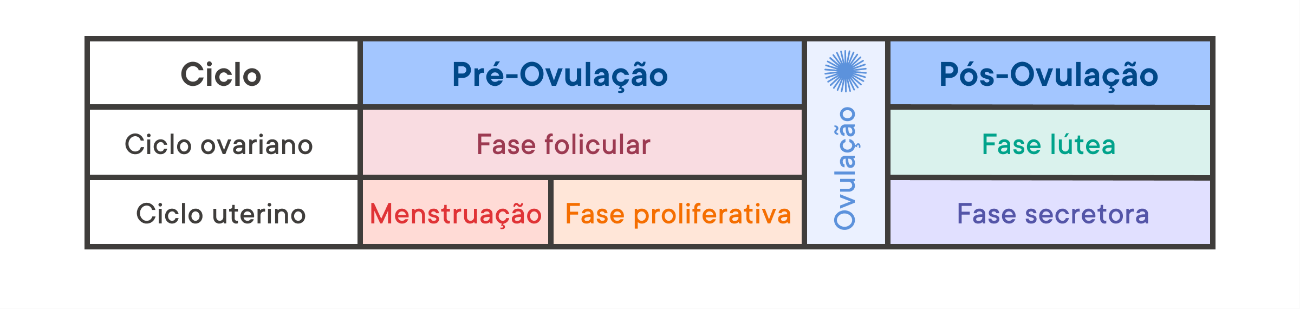 Ciclo
Pré-Ovulação
Ovulação
Pós-Ovulação
Ciclo ovariano
Fase folicular
Fase lútea
Ciclo uterino
Menstruação
Fase proliferativa
Fase secretora